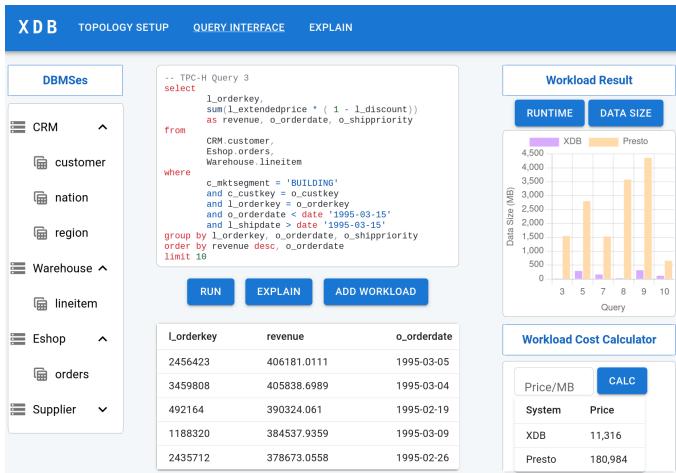 XDB TOPOLOGY SETUP QUERY INTERFACE EXPLAIN
DBMSes
CRM
customer
nation
region
Warehouse
lineitem
Eshop
orders
Supplier
-- TPC-H Query 3
select
l_orderkey,
sum(l_extendedprice * ( 1 - l_discount))
as revenue, o_orderdate, o_shippriority
from
CRM.customer,
Eshop.orders,
Warehouse.lineitem
where
c_mktsegment = 'BUILDING'
and c_custkey = o_custkey
and l_orderkey = o_orderkey
and o_orderdate < date '1995-03-15'
and l_shipdate > date '1995-03-15'
group by l_orderkey, o_orderdate, o_shippriority
order by revenue desc, o_orderdate
limit 10
RUN EXPLAIN ADD WORKLOAD
l_orderkey revenue o_orderdate
2456423 406181.0111 1995-03-05
3459808 405838.6989 1995-03-04
492164 390324.061 1995-02-19
1188320 384537.9359 1995-03-09
2435712 378673.0558 1995-02-26
Workload Result
RUNTIME DATA SIZE
XDB Presto
4,500
4,000
3,500
3,000
2,500
2,000
1,500
1,000
500
0
Data Size (MB)
3 5 7 8 9 10
Query
Workload Cost Calculator
Price/MB CALC
System Price
XDB 11,316
Presto 180,984